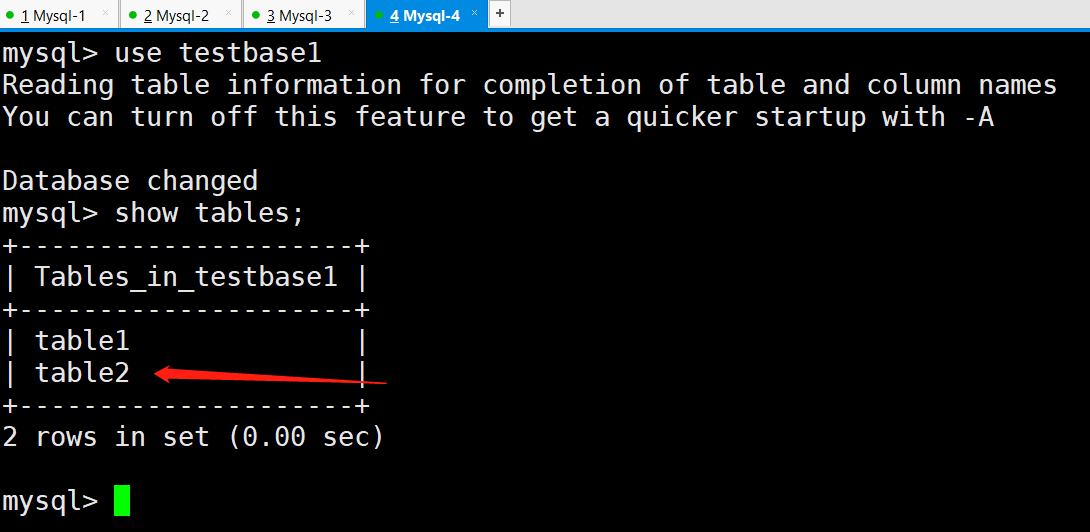 1 Mysql-1 × 2 Mysql-2 × 3 Mysql-3 × 4 Mysql-4 × +
mysql> use testbase1
Reading table information for completion of table and column names
You can turn off this feature to get a quicker startup with -A
Database changed
mysql> show tables;
+---------------------+
| Tables_in_testbase1 |
+---------------------+
| table1              |
| table2              |
+---------------------+
2 rows in set (0.00 sec)
mysql>